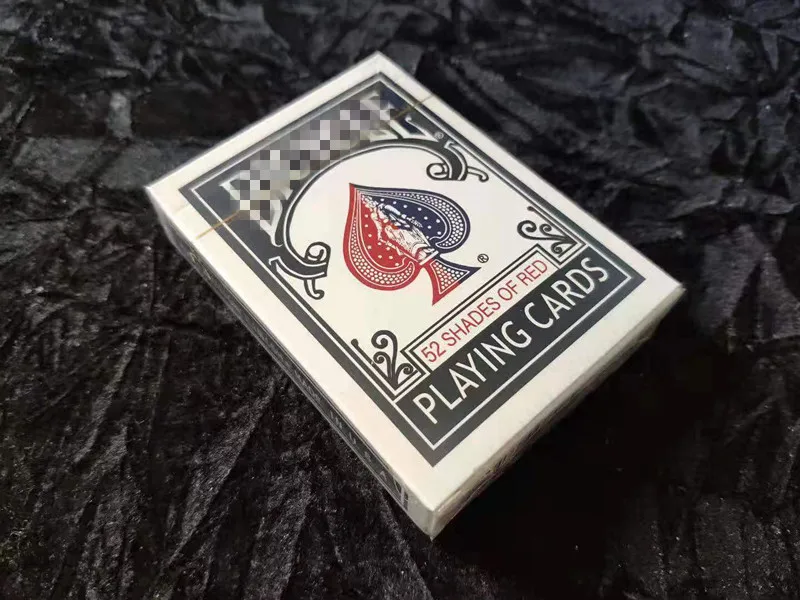 ®
52 SHADES OF RED
PLAYING CARDS